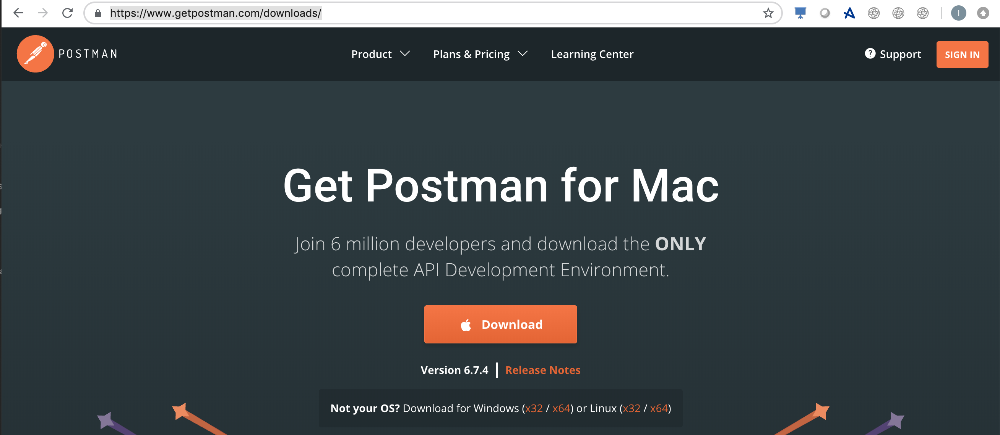 https://www.getpostman.com/downloads/
I
POSTMAN
Product
Plans & Pricing
Learning Center
? Support
SIGN IN
Get Postman for Mac
Join 6 million developers and download the ONLY
complete API Development Environment.
Download
Version 6.7.4 | Release Notes
Not your OS? Download for Windows (x32 / x64) or Linux (x32 / x64)